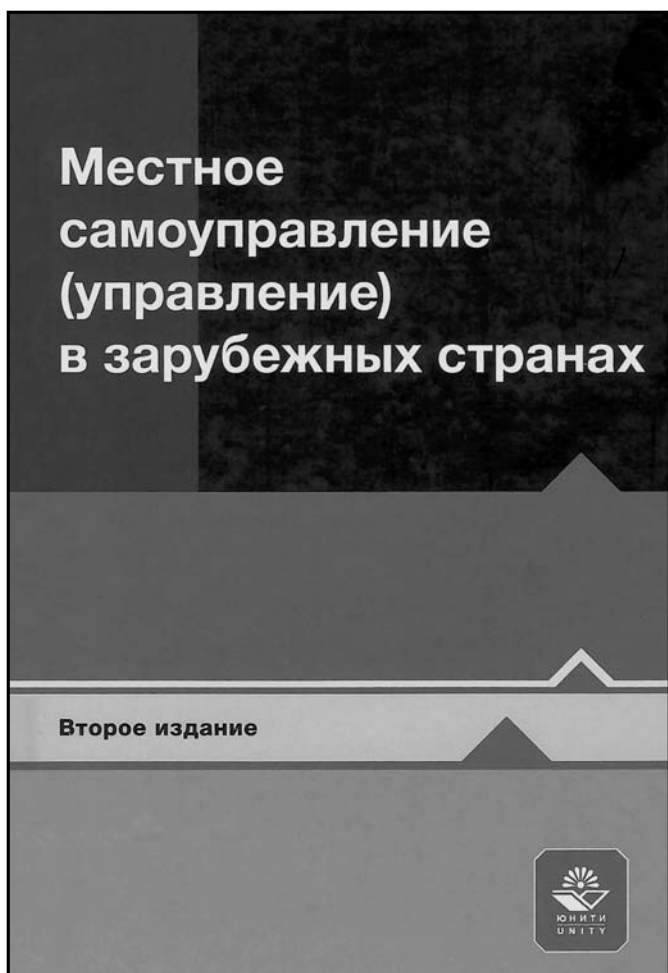 Местное
самоуправление
(управление)
в зарубежных странах
Второе издание
ЮНИТИ
UNITY